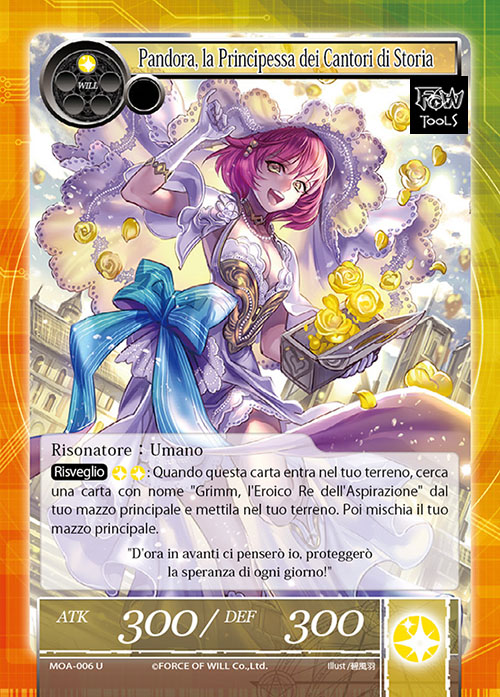 Pandora, la Principessa dei Cantori di Storia
WILL
FOW
TOOLS
Risonatore : Umano
Risveglio : Quando questa carta entra nel tuo terreno, cerca
una carta con nome "Grimm, l'Eroico Re dell'Aspirazione" dal
tuo mazzo principale e mettila nel tuo terreno. Poi mischia il tuo
mazzo principale.
"D'ora in avanti ci penserò io, proteggerò
la speranza di ogni giorno!"
ATK 300 / DEF 300
MOA-006 U ©FORCE OF WILL Co.,Ltd. Illust/碧風羽